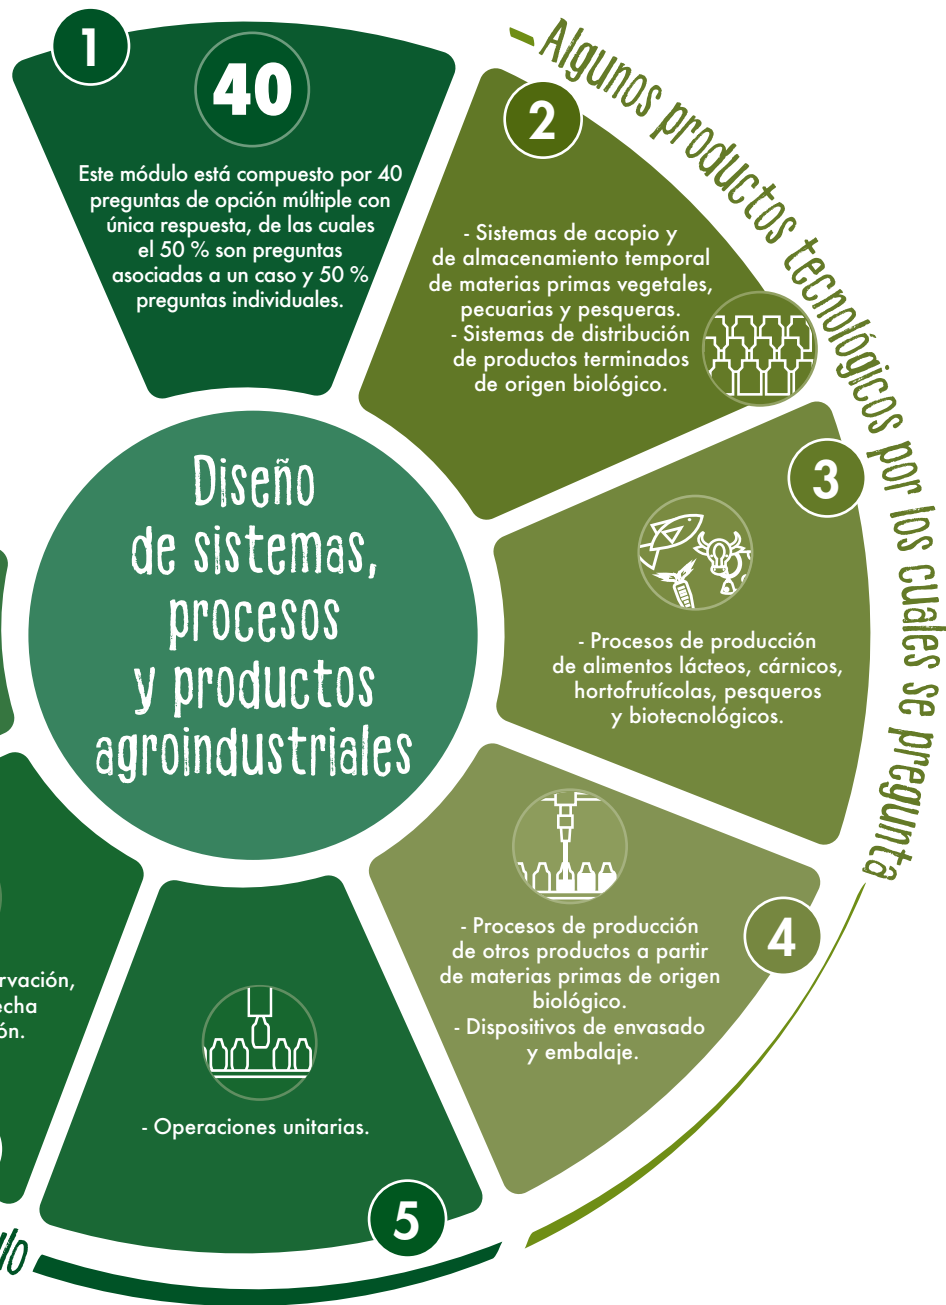 1
40
Este módulo está compuesto por 40
preguntas de opción múltiple con
única respuesta, de las cuales
el 50 % son preguntas
asociadas a un caso y 50 %
preguntas individuales.
Algunos productos tecnológicos por los cuales se pregunta
2
- Sistemas de acopio y
de almacenamiento temporal
de materias primas vegetales,
pecuarias y pesqueras.
- Sistemas de distribución
de productos terminados
de origen biológico.
3
- Procesos de producción
de alimentos lácteos, cárnicos,
hortofrutícolas, pesqueros
y biotecnológicos.
Diseño
de sistemas,
procesos
y productos
agroindustriales
4
- Procesos de producción
de otros productos a partir
de materias primas de origen
biológico.
- Dispositivos de envasado
y embalaje.
5
- Operaciones unitarias.
rvación,
echa
ón.